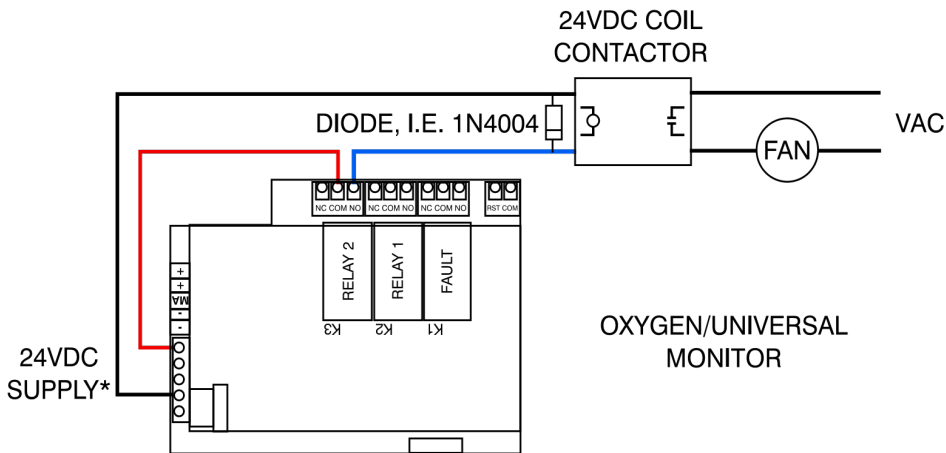 24VDC COIL
CONTACTOR
DIODE, I.E. 1N4004
VAC
FAN
NC COM NO NC COM NO NC COM NO RST COM
RELAY 2
RELAY 1
FAULT
K3
K2
K1
+
+
MA
-
-
24VDC
SUPPLY*
OXYGEN/UNIVERSAL
MONITOR